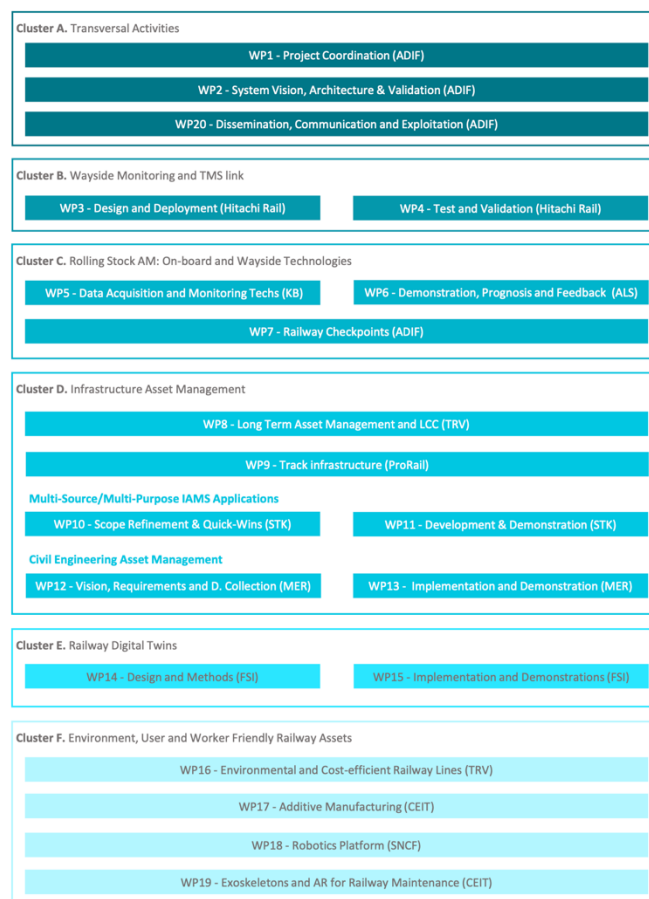 Cluster A. Transversal Activities
WP1 - Project Coordination (ADIF)
WP2 - System Vision, Architecture & Validation (ADIF)
WP20 - Dissemination, Communication and Exploitation (ADIF)
Cluster B. Wayside Monitoring and TMS link
WP3 - Design and Deployment (Hitachi Rail)
WP4 - Test and Validation (Hitachi Rail)
Cluster C. Rolling Stock AM: On-board and Wayside Technologies
WP5 - Data Acquisition and Monitoring Techs (KB)
WP6 - Demonstration, Prognosis and Feedback (ALS)
WP7 - Railway Checkpoints (ADIF)
Cluster D. Infrastructure Asset Management
WP8 - Long Term Asset Management and LCC (TRV)
WP9 - Track infrastructure (ProRail)
Multi-Source/Multi-Purpose IAMS Applications
WP10 - Scope Refinement & Quick-Wins (STK)
WP11 - Development & Demonstration (STK)
Civil Engineering Asset Management
WP12 - Vision, Requirements and D. Collection (MER)
WP13 - Implementation and Demonstration (MER)
Cluster E. Railway Digital Twins
WP14 - Design and Methods (FSI)
WP15 - Implementation and Demonstrations (FSI)
Cluster F. Environment, User and Worker Friendly Railway Assets
WP16 - Environmental and Cost-efficient Railway Lines (TRV)
WP17 - Additive Manufacturing (CEIT)
WP18 - Robotics Platform (SNCF)
WP19 - Exoskeletons and AR for Railway Maintenance (CEIT)